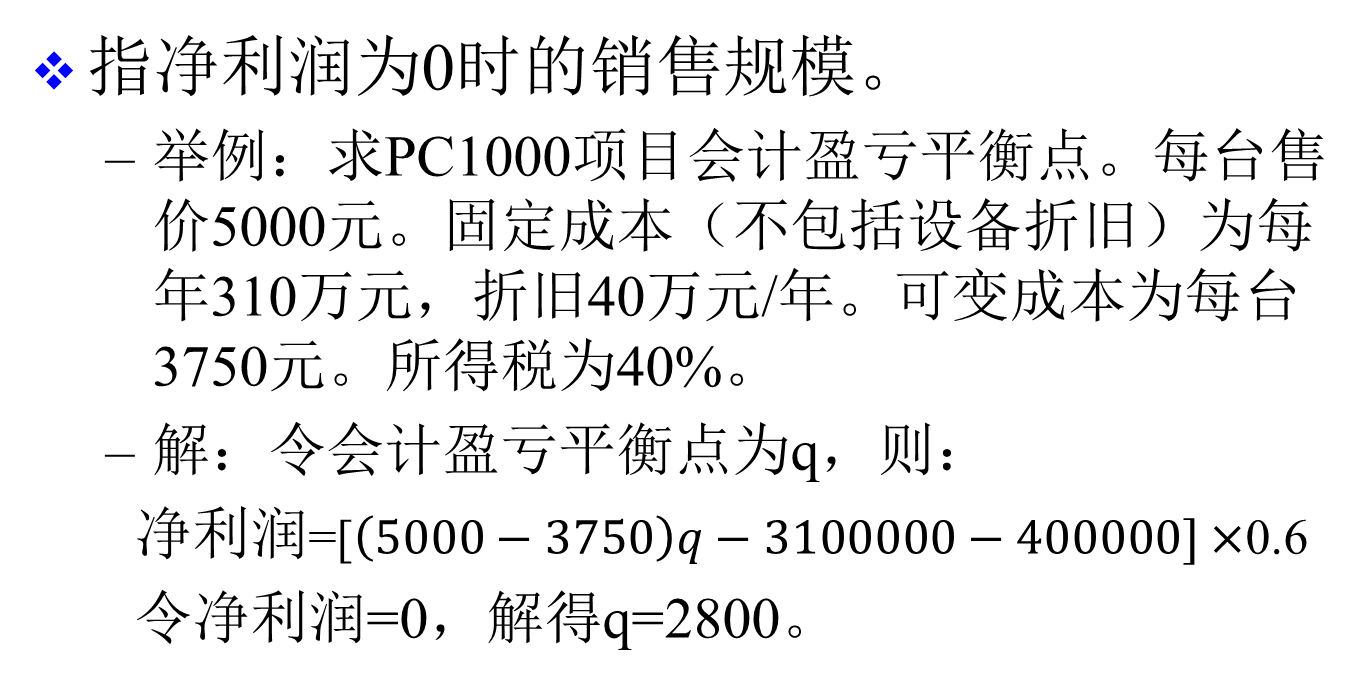 ❖ 指净利润为0时的销售规模。
– 举例：求PC1000项目会计盈亏平衡点。每台售
价5000元。固定成本（不包括设备折旧）为每
年310万元，折旧40万元/年。可变成本为每台
3750元。所得税为40%。
– 解：令会计盈亏平衡点为q，则：
净利润=[(5000 − 3750)q − 3100000 − 400000] ×0.6
令净利润=0，解得q=2800。